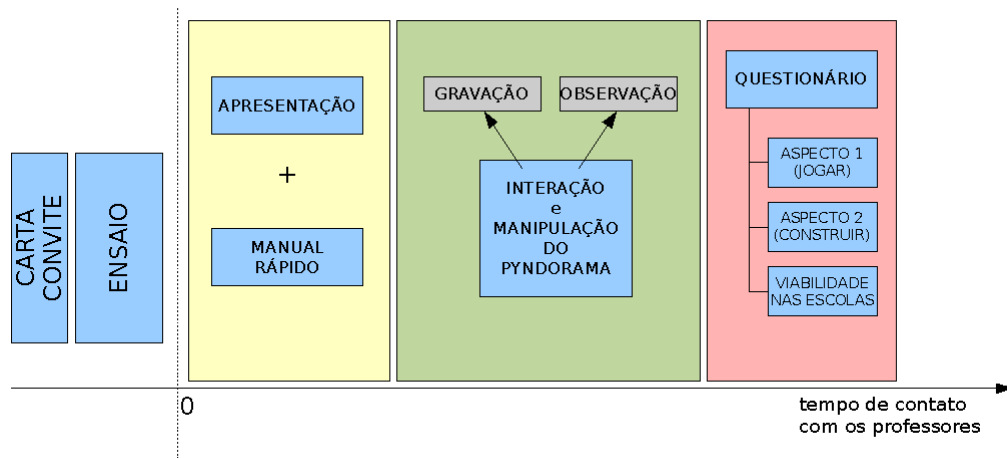 CARTA
CONVITE
ENSAIO
APRESENTAÇÃO
+
MANUAL
RÁPIDO
GRAVAÇÃO
OBSERVAÇÃO
INTERAÇÃO
e
MANIPULAÇÃO
DO
PYNDORAMA
QUESTIONÁRIO
ASPECTO 1
(JOGAR)
ASPECTO 2
(CONSTRUIR)
VIABILIDADE
NAS ESCOLAS
0
tempo de contato
com os professores